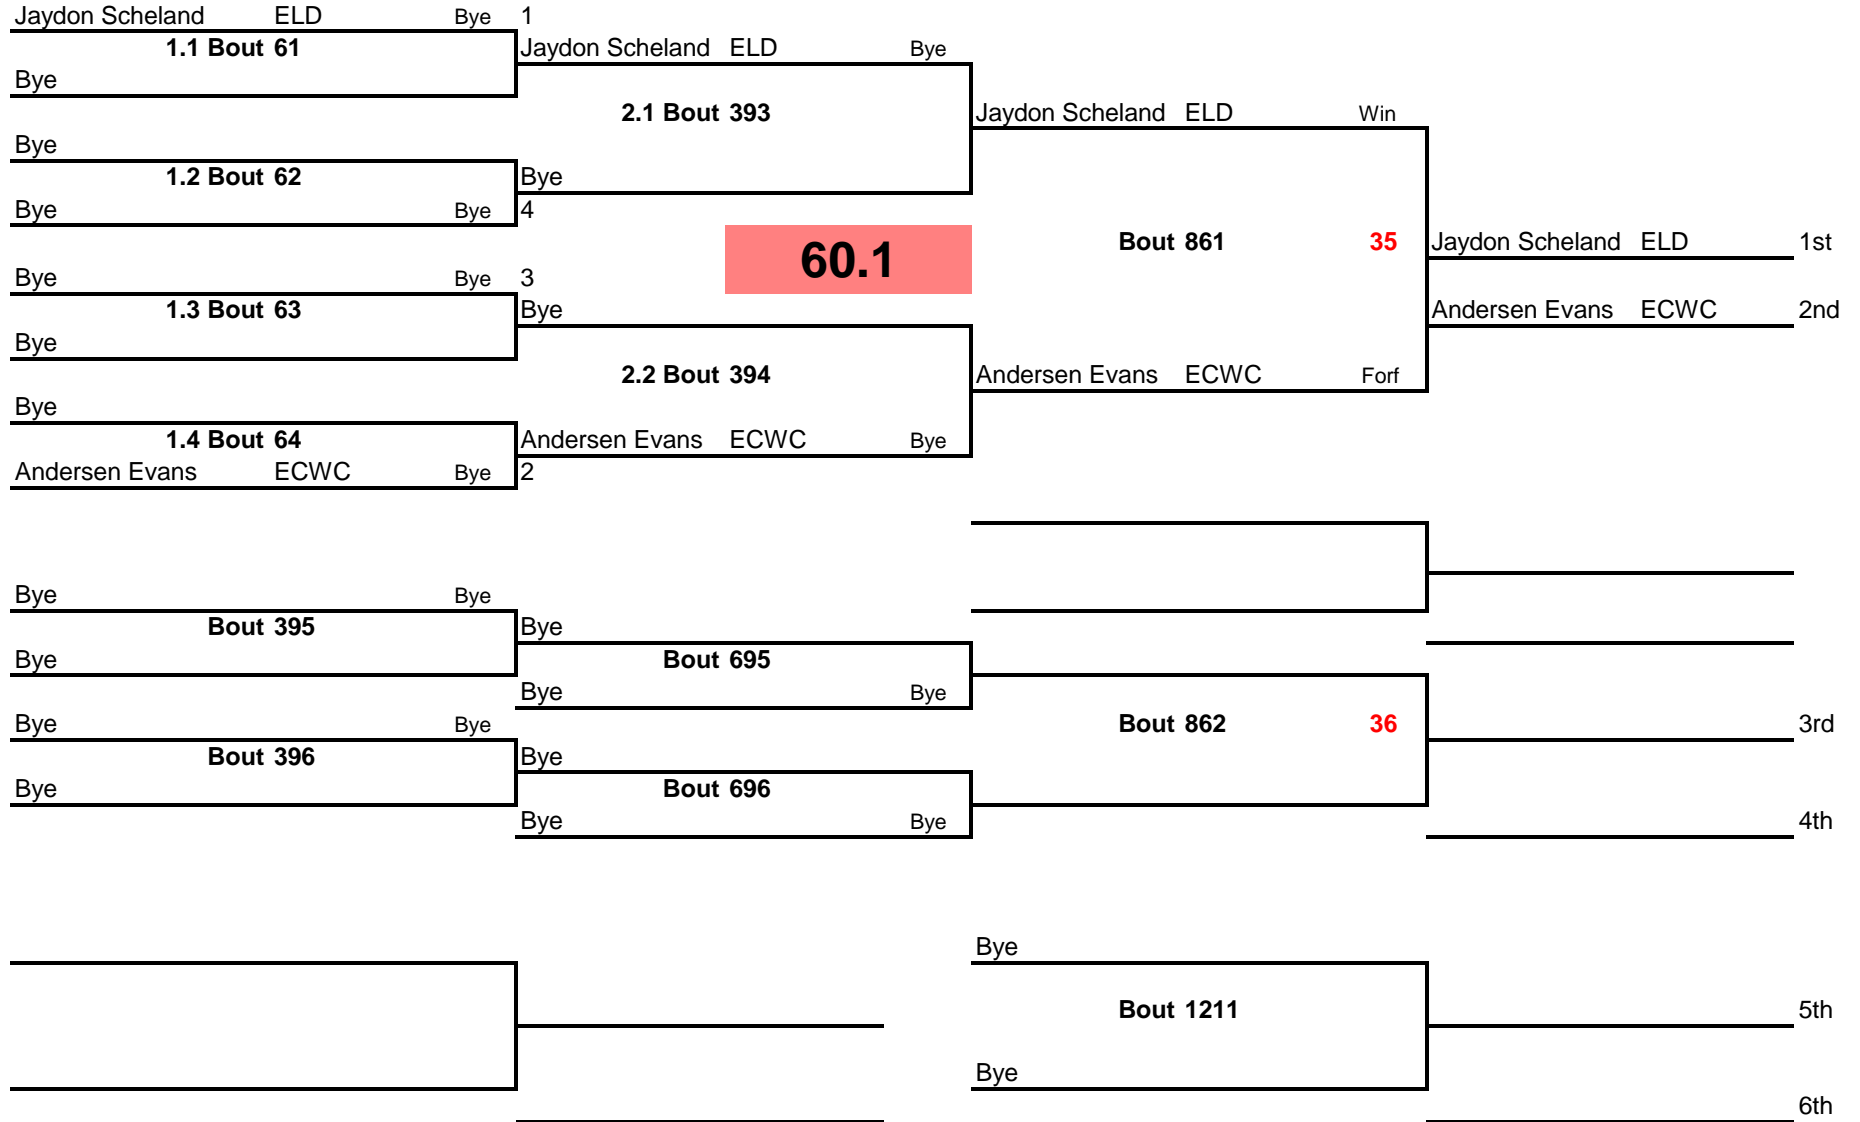 Jaydon Scheland ELD Bye 1
1.1 Bout 61 Jaydon Scheland ELD Bye
Bye
2.1 Bout 393 Jaydon Scheland ELD Win
Bye
1.2 Bout 62 Bye
Bye Bye 4
60.1 Bout 861 35 Jaydon Scheland ELD 1st
Bye Bye 3
1.3 Bout 63 Bye Andersen Evans ECWC 2nd
Bye
2.2 Bout 394 Andersen Evans ECWC Forf
Bye
1.4 Bout 64 Andersen Evans ECWC Bye
Andersen Evans ECWC Bye 2
Bye Bye
Bout 395 Bye
Bye Bout 695
Bye Bye
Bye Bye Bout 862 36 3rd
Bout 396 Bye
Bye Bout 696
Bye Bye 4th
Bye
Bout 1211 5th
Bye
6th